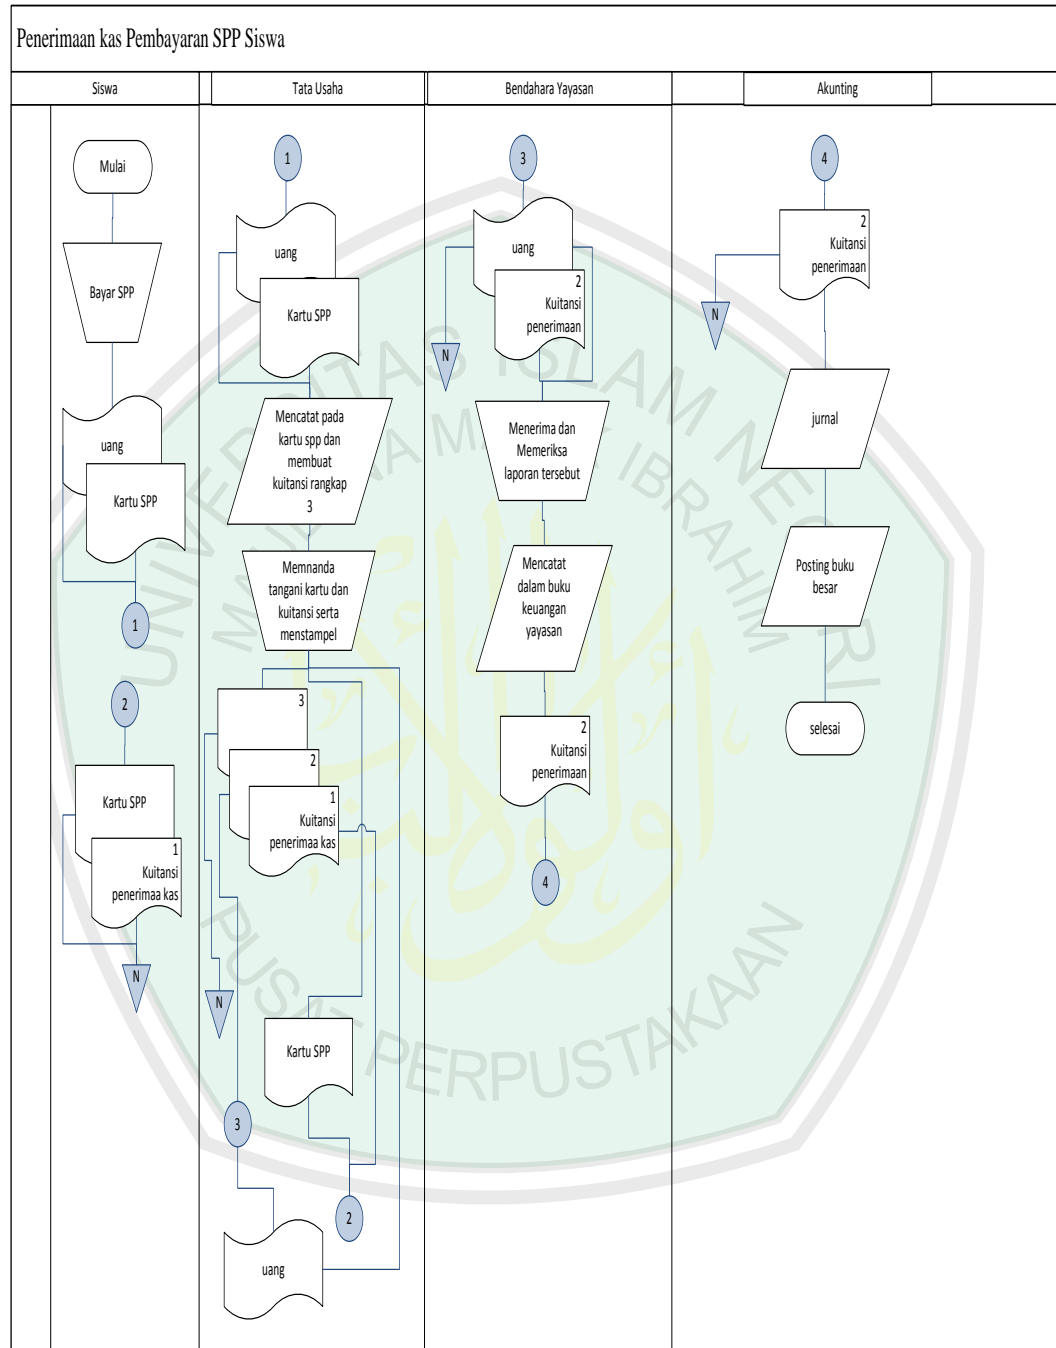 Penerimaan kas Pembayaran SPP Siswa
Siswa
Tata Usaha
Bendahara Yayasan
Akunting
Mulai
Bayar SPP
uang
Kartu SPP
1
2
Kartu SPP
1
Kuitansi
penerimaa kas
N
1
uang
Kartu SPP
Mencatat pada
kartu spp dan
membuat
kuitansi rangkap
3
Memnanda
tangani kartu dan
kuitansi serta
menstampel
3
2
1
Kuitansi
penerimaa kas
N
Kartu SPP
3
2
uang
3
uang
2
Kuitansi
penerimaan
N
Menerima dan
Memeriksa
laporan tersebut
Mencatat
dalam buku
keuangan
yayasan
2
Kuitansi
penerimaan
4
4
2
Kuitansi
penerimaan
N
jurnal
Posting buku
besar
selesai
UNIVERSITAS ISLAM NEGERI
MAULANA MALIK IBRAHIM
PUSAT PERPUSTAKAAN